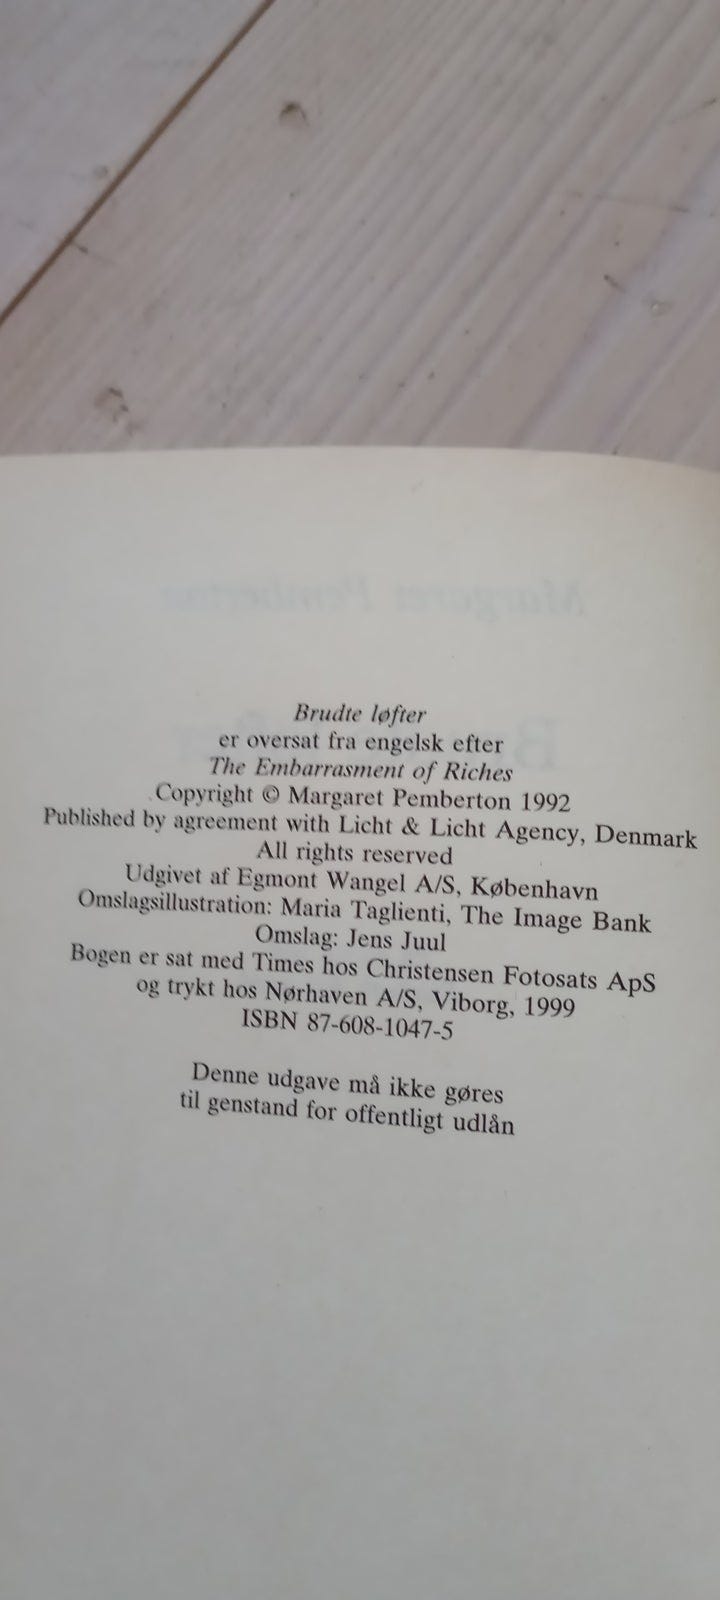 Brudte løfter
er oversat fra engelsk efter
The Embarrasment of Riches
Copyright © Margaret Pemberton 1992
Published by agreement with Licht & Licht Agency, Denmark
All rights reserved
Udgivet af Egmont Wangel A/S, København
Omslagsillustration: Maria Taglienti, The Image Bank
Omslag: Jens Juul
Bogen er sat med Times hos Christensen Fotosats ApS
og trykt hos Nørhaven A/S, Viborg, 1999
ISBN 87-608-1047-5
Denne udgave må ikke gøres
til genstand for offentligt udlån